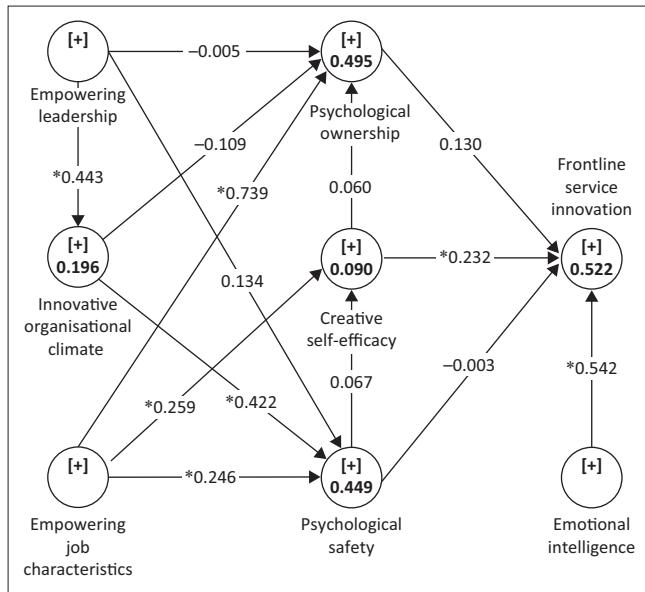 [+]
Empowering
leadership
−0.005
[+]
0.495
Psychological
ownership
*0.443
−0.109
*0.739
0.134
0.060
0.130
Frontline
service
innovation
[+]
0.196
Innovative
organisational
climate
[+]
0.090
Creative
self-efficacy
*0.232
[+]
0.522
*0.259
*0.422
0.067
−0.003
*0.542
[+]
Empowering
job
characteristics
*0.246
[+]
0.449
Psychological
safety
[+]
Emotional
intelligence